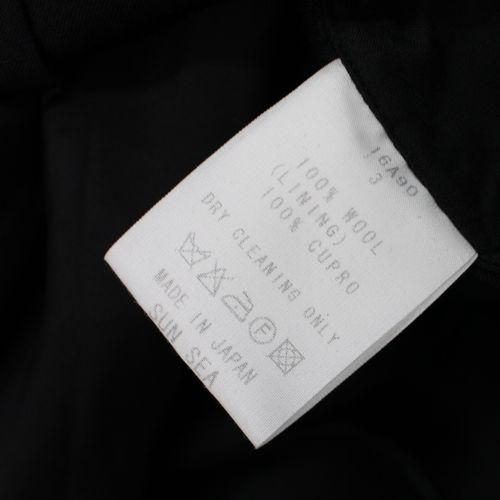 16A90
3
100% WOOL
(LINING)
100% CUPRO
DRY CLEANING ONLY
F
MADE IN JAPAN
SUN SEA